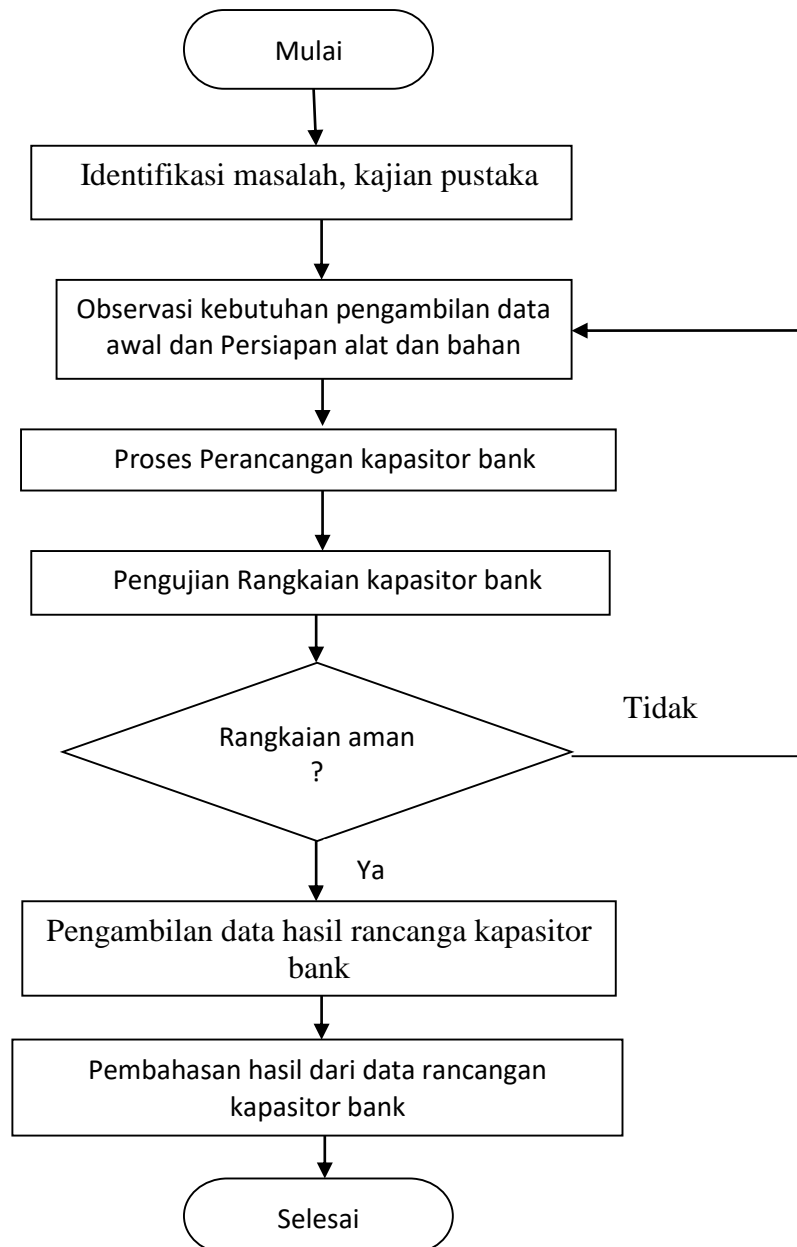 Mulai
Identifikasi masalah, kajian pustaka
Observasi kebutuhan pengambilan data
awal dan Persiapan alat dan bahan
Proses Perancangan kapasitor bank
Pengujian Rangkaian kapasitor bank
Rangkaian aman
?
Tidak
Ya
Pengambilan data hasil rancanga kapasitor
bank
Pembahasan hasil dari data rancangan
kapasitor bank
Selesai